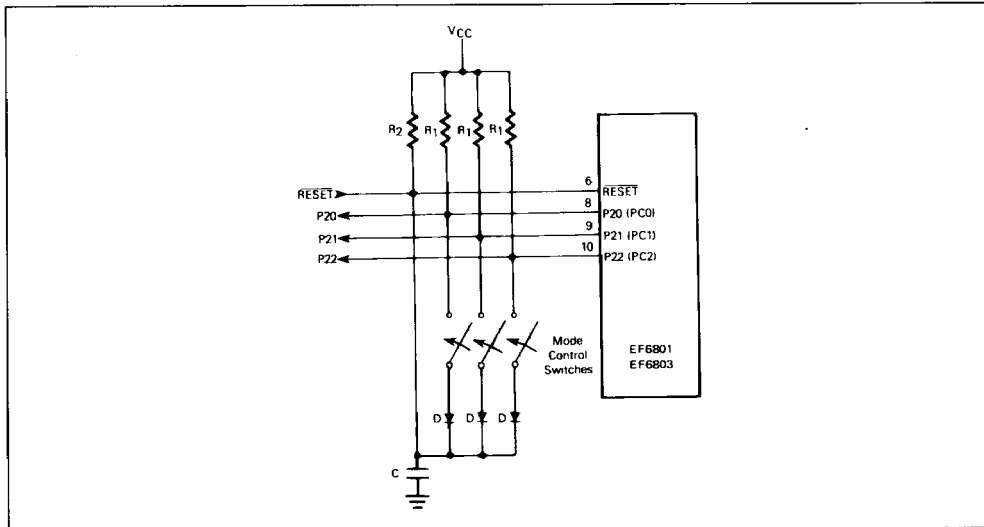 VCC
R2 R1 R1 R1
RESET
P20
P21
P22
6
RESET
8
P20 (PC0)
9
P21 (PC1)
10
P22 (PC2)
Mode
Control
Switches
EF6801
EF6803
D D D
C